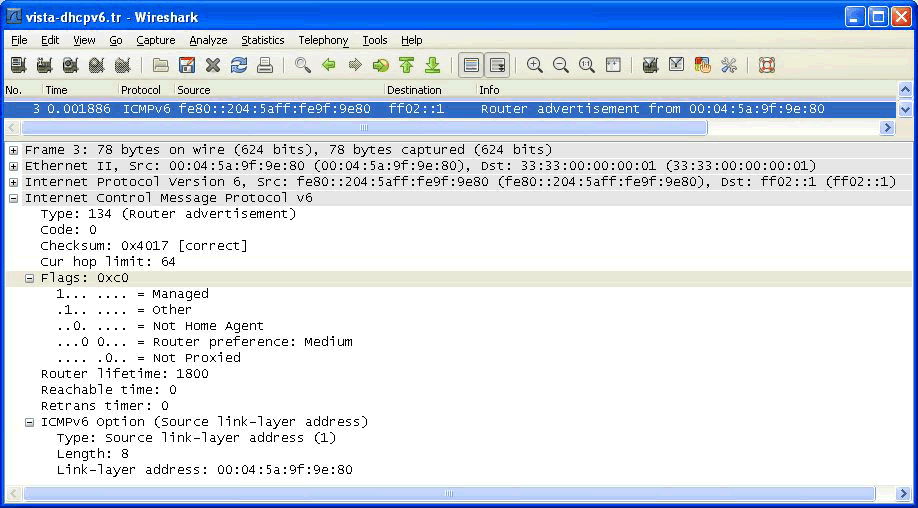 vista-dhcpv6.tr - Wireshark
File Edit View Go Capture Analyze Statistics Telephony Tools Help
No. Time Protocol Source Destination Info
3 0.001886 ICMPv6 fe80::204:5aff:fe9f:9e80 ff02::1 Router advertisement from 00:04:5a:9f:9e:80
Frame 3: 78 bytes on wire (624 bits), 78 bytes captured (624 bits)
Ethernet II, Src: 00:04:5a:9f:9e:80 (00:04:5a:9f:9e:80), Dst: 33:33:00:00:00:01 (33:33:00:00:00:01)
Internet Protocol Version 6, Src: fe80::204:5aff:fe9f:9e80 (fe80::204:5aff:fe9f:9e80), Dst: ff02::1 (ff02::1)
Internet Control Message Protocol v6
Type: 134 (Router advertisement)
Code: 0
Checksum: 0x4017 [correct]
Cur hop limit: 64
Flags: 0xc0
1... .... = Managed
.1.. .... = Other
..0. .... = Not Home Agent
...0 0... = Router preference: Medium
.... .0.. = Not Proxied
Router lifetime: 1800
Reachable time: 0
Retrans timer: 0
ICMPv6 Option (Source link-layer address)
Type: Source link-layer address (1)
Length: 8
Link-layer address: 00:04:5a:9f:9e:80